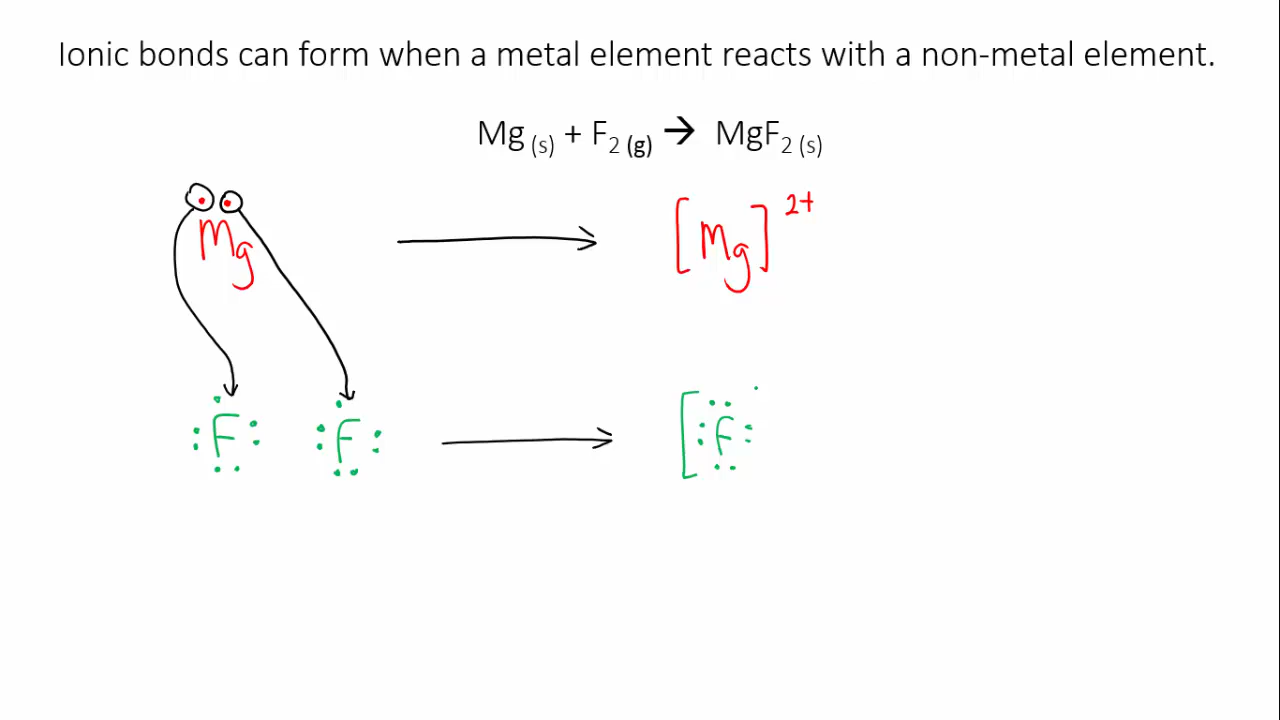 Ionic bonds can form when a metal element reacts with a non-metal element.
Mg (s) + F2 (g) → MgF2 (s)
Mg → [Mg]2+
:F: :F: → [:F: